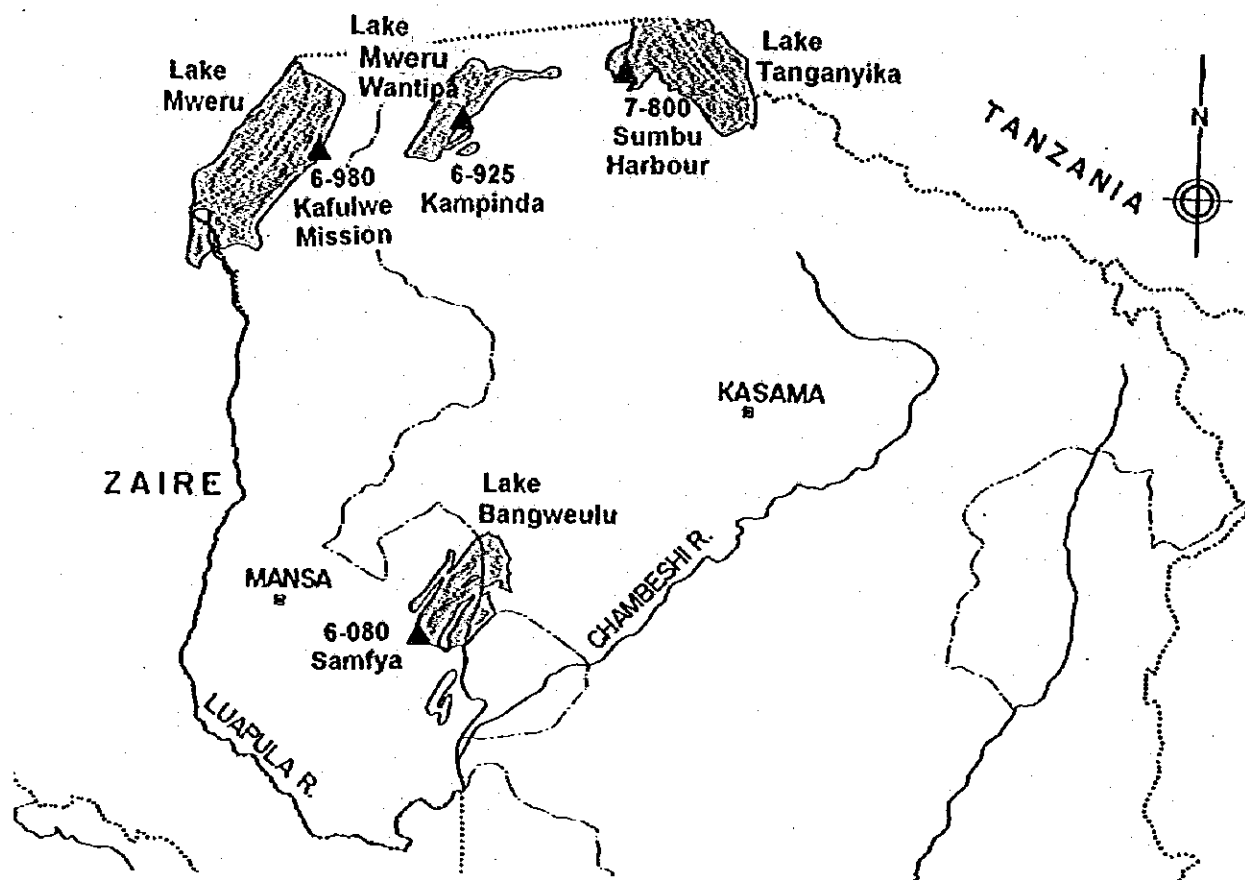 Lake
Mweru
Lake
Mweru
Wantipa
Lake
Tanganyika
7-800
Sumbu
Harbour
TANZANIA
N
6-980
Kafulwe
Mission
6-925
Kampinda
KASAMA
ZAIRE
Lake
Bangweulu
MANSA
6-080
Samfya
CHAMBESHI R.
LUAPULA R.